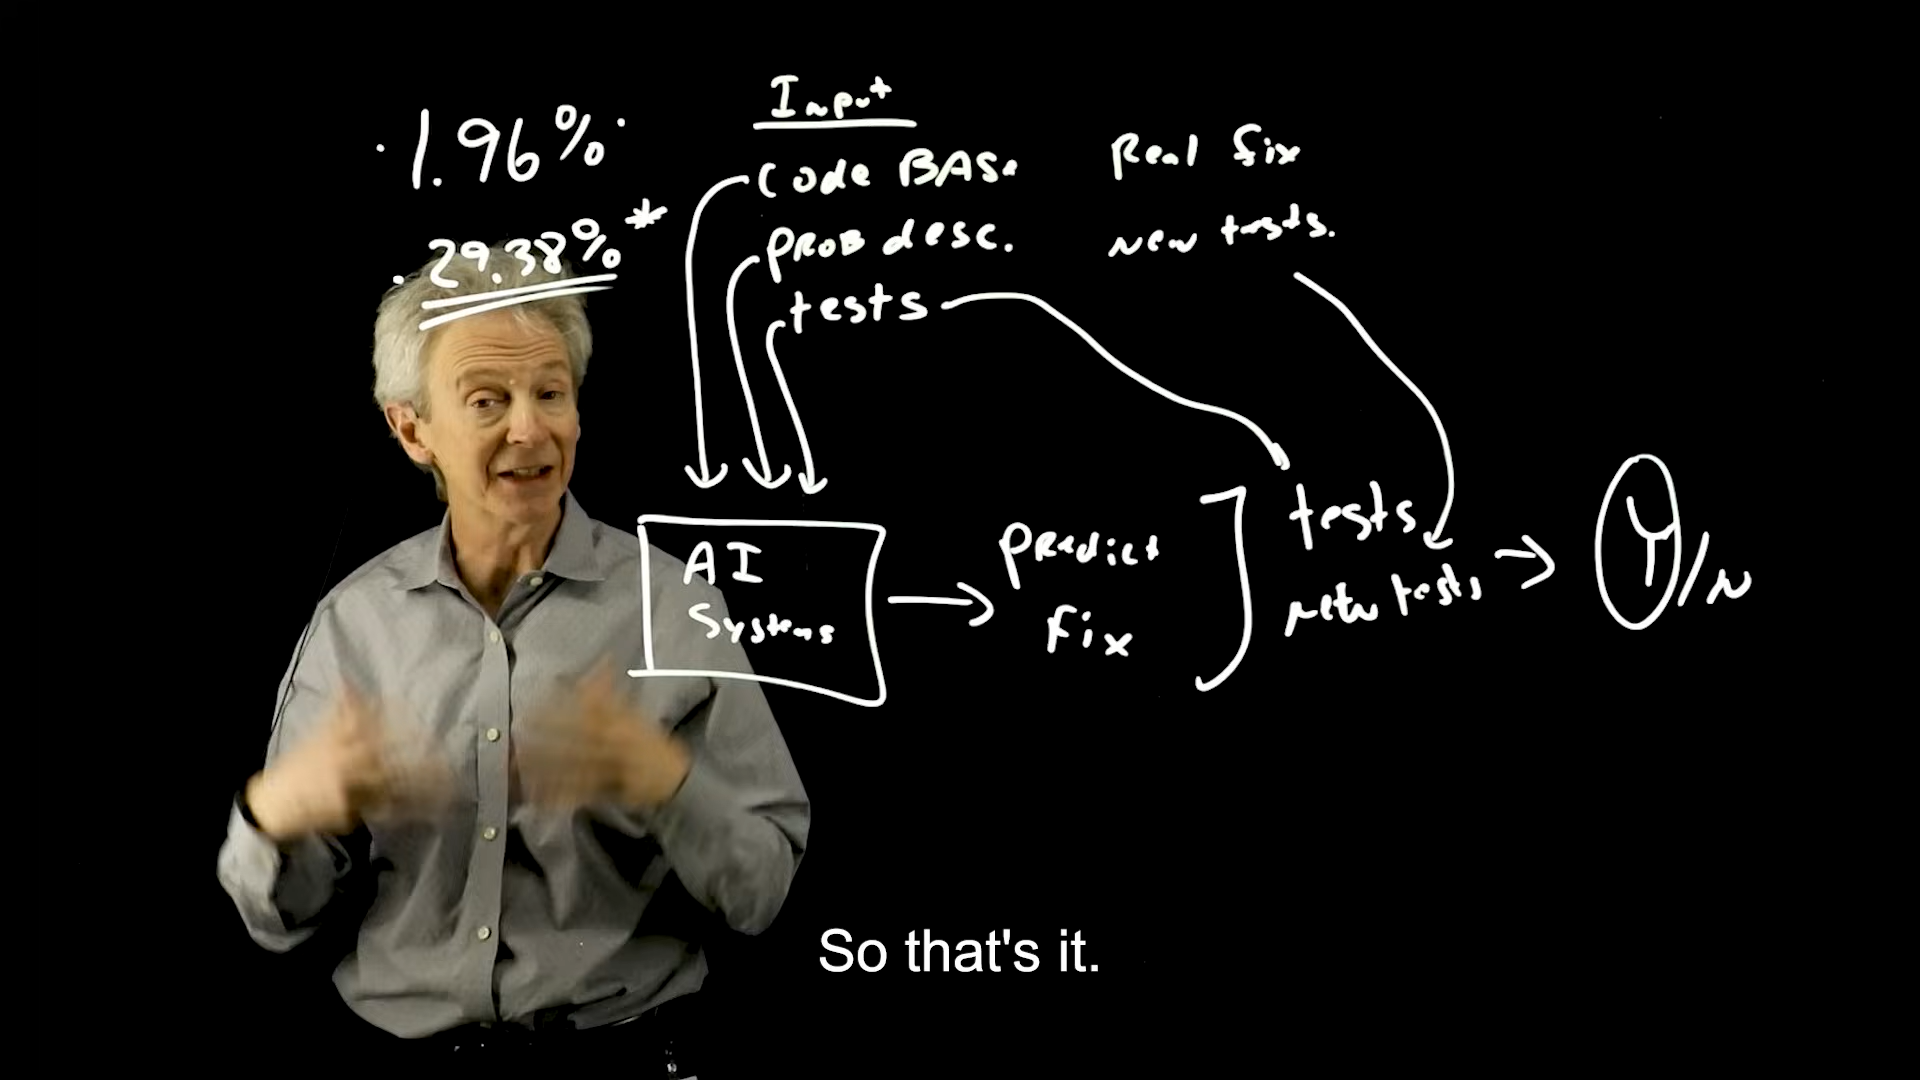 1.96%
29.38%*
Input
Code BASe
PROB desc.
tests
Real fix
New tests.
AI
Systems
Predict
fix
tests
new tests
Y/N
So that's it.